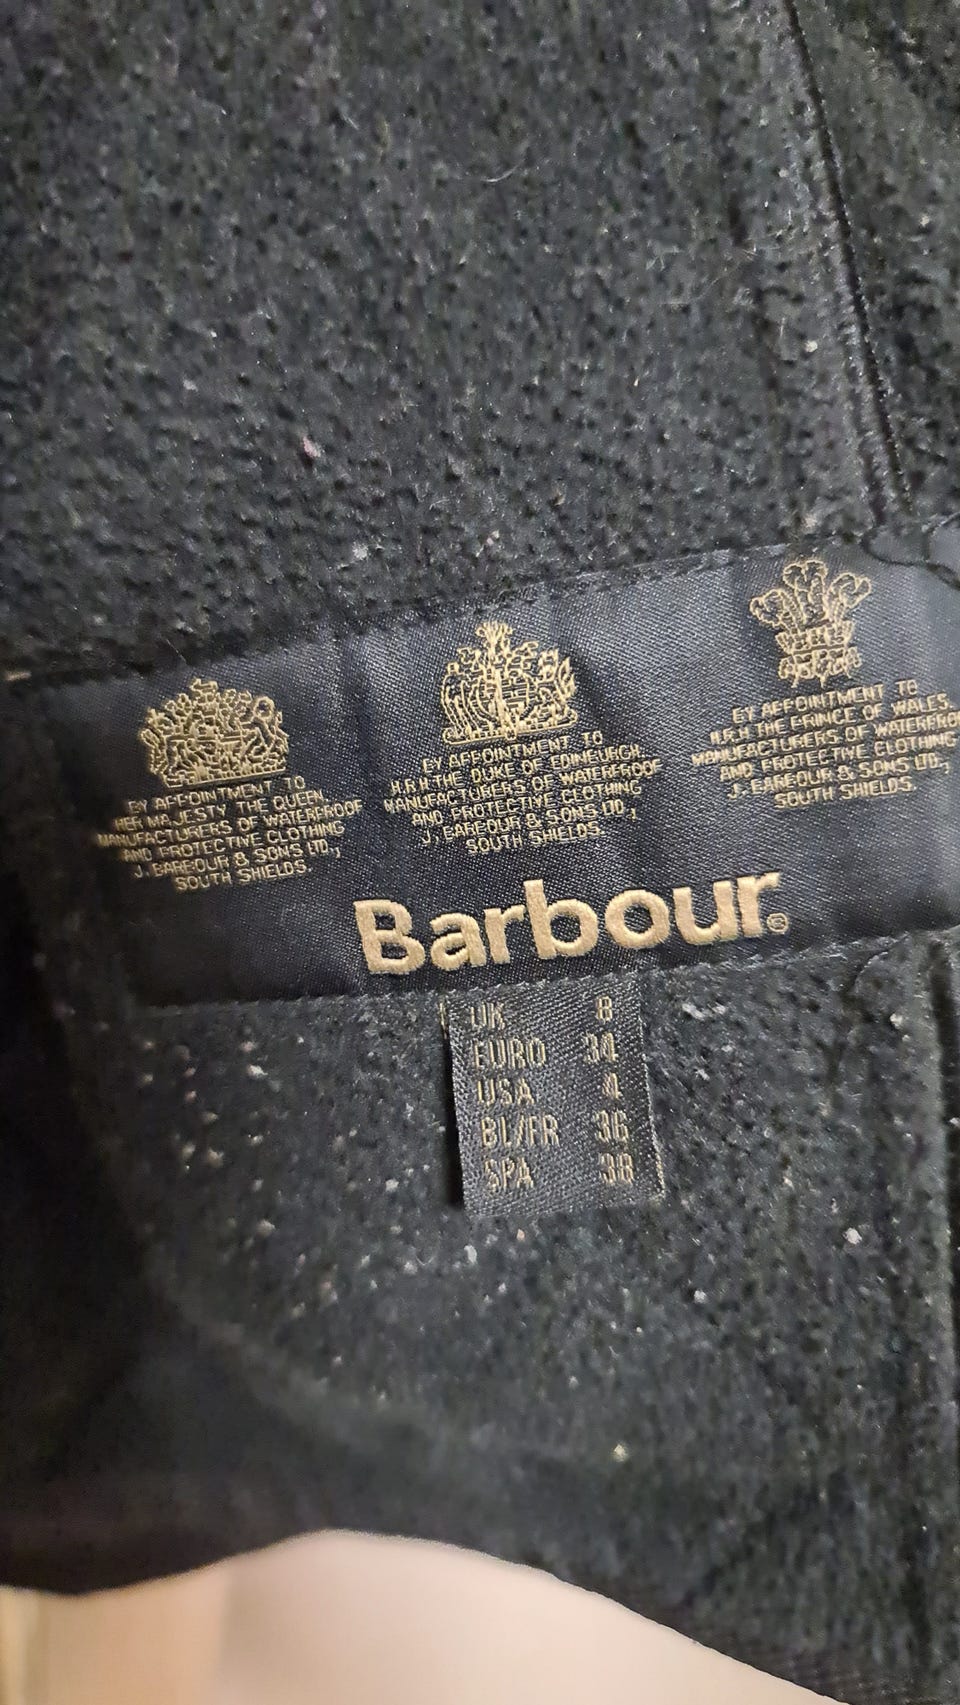 BY APPOINTMENT TO
HER MAJESTY THE QUEEN
MANUFACTURERS OF WATERPROOF
AND PROTECTIVE CLOTHING
J. BARBOUR & SONS LTD.,
SOUTH SHIELDS.
BY APPOINTMENT TO
H.R.H. THE DUKE OF EDINBURGH.
MANUFACTURERS OF WATERPROOF
AND PROTECTIVE CLOTHING
J. BARBOUR & SONS LTD.,
SOUTH SHIELDS.
BY APPOINTMENT TO
H.R.H THE PRINCE OF WALES.
MANUFACTURERS OF WATERPROO
AND PROTECTIVE CLOTHING
J. BARBOUR & SONS LTD.,
SOUTH SHIELDS.
Barbour®
UK 8
EURO 34
USA 4
BL/FR 36
SPA 38